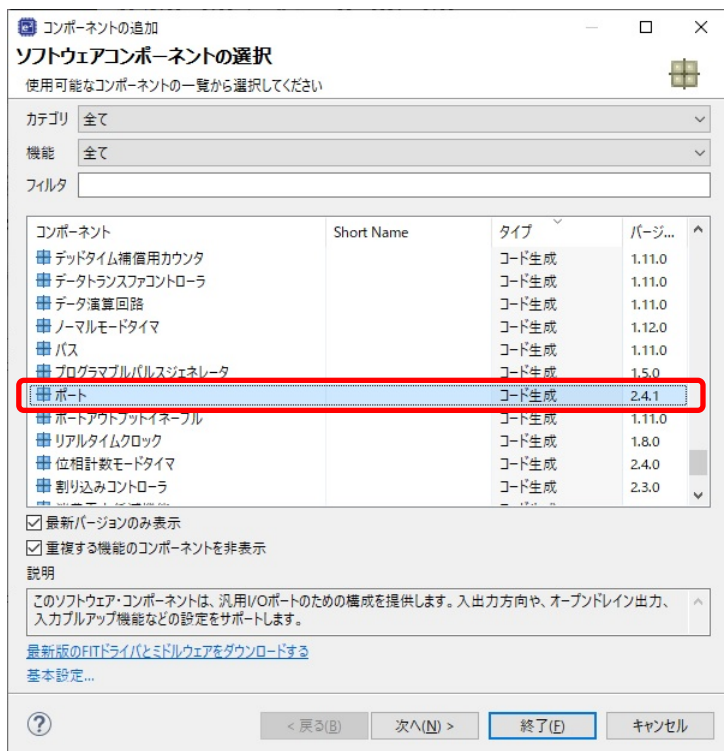 コンポーネントの追加
ソフトウェアコンポーネントの選択
使用可能なコンポーネントの一覧から選択してください
カテゴリ 全て
機能 全て
フィルタ
コンポーネント Short Name タイプ バージ...
デッドタイム補償用カウンタ コード生成 1.11.0
データトランスファコントローラ コード生成 1.11.0
データ演算回路 コード生成 1.11.0
ノーマルモードタイマ コード生成 1.12.0
バス コード生成 1.11.0
プログラマブルパルスジェネレータ コード生成 1.5.0
ポート コード生成 2.4.1
ポートアウトプットイネーブル コード生成 1.11.0
リアルタイムクロック コード生成 1.8.0
位相計数モードタイマ コード生成 2.4.0
割り込みコントローラ コード生成 2.3.0
最新バージョンのみ表示
重複する機能のコンポーネントを非表示
説明
このソフトウェア・コンポーネントは、汎用I/Oポートのための構成を提供します。入出力方向や、オープンドレイン出力、
入力プルアップ機能などの設定をサポートします。
最新版のFITドライバとミドルウェアをダウンロードする
基本設定...
? < 戻る(B) 次へ(N) > 終了(F) キャンセル